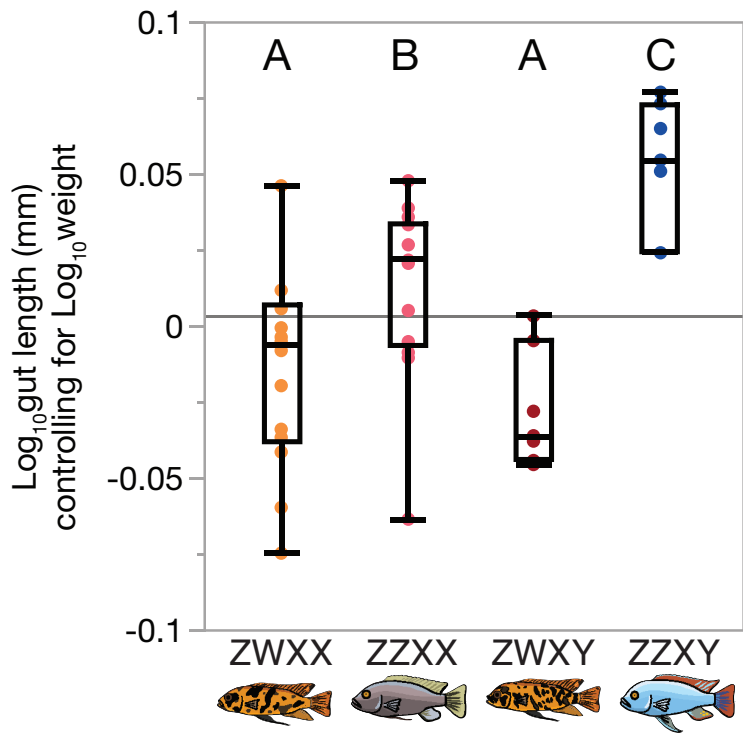 0.1
0.05
0
-0.05
-0.1
Log₁₀gut length (mm)
controlling for Log₁₀weight
A B A C
ZWXX ZZXX ZWXY ZZXY